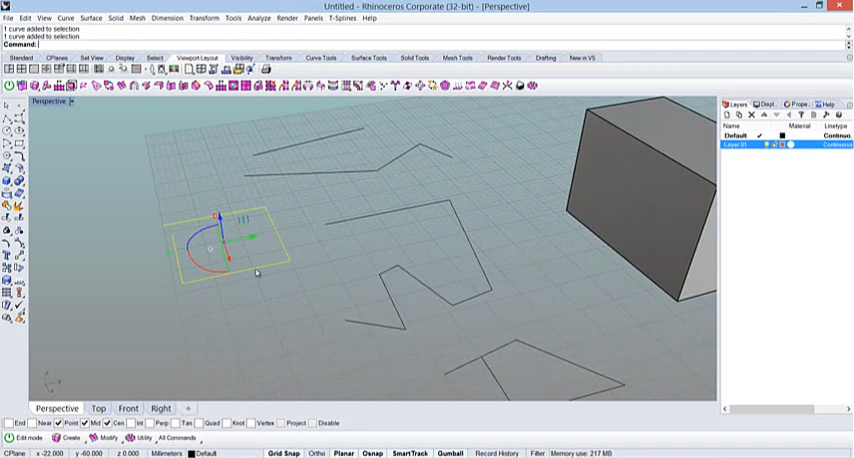 Untitled - Rhinoceros Corporate (32-bit) - [Perspective]
File Edit View Curve Surface Solid Mesh Dimension Transform Tools Analyze Render Panels T-Splines Help
1 curve added to selection.
1 curve added to selection.
Command:
Standard CPlanes Set View Display Select Viewport Layout Visibility Transform Curve Tools Surface Tools Solid Tools Mesh Tools Render Tools Drafting New in V5
Perspective
Layers Displ... Prope... Help
Name Material Linetype
Default Continuo
Layer 01 Continuous
Perspective Top Front Right
End Near Point Mid Cen Int Perp Tan Quad Knot Vertex Project Disable
Edit mode Create Modify Utility All Commands
CPlane x -22.000 y -60.000 z 0.000 Millimeters Default Grid Snap Ortho Planar Osnap SmartTrack Gumball Record History Filter Memory use: 217 MB